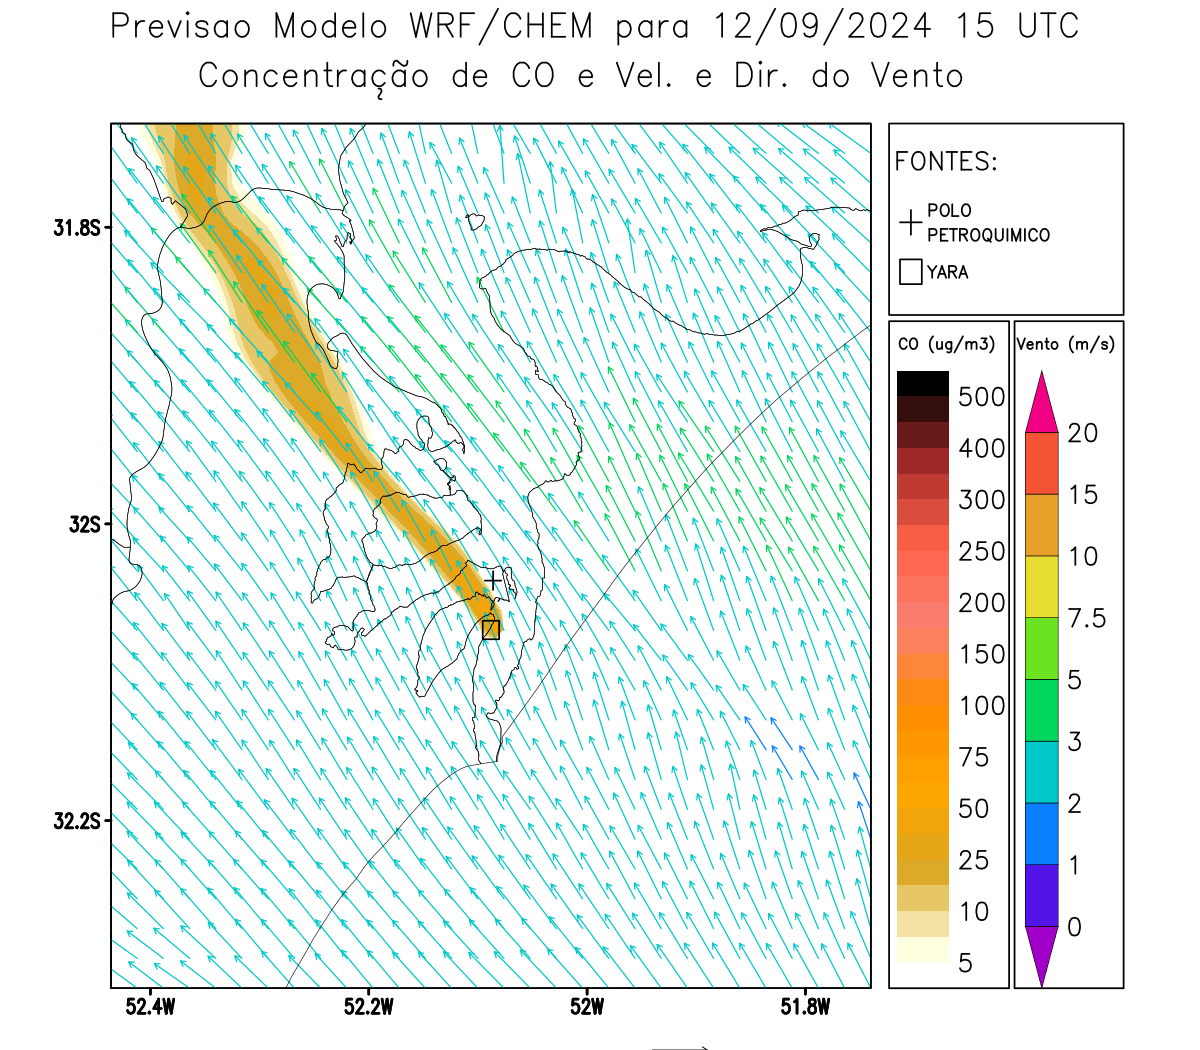 Previsao Modelo WRF/CHEM para 12/09/2024 15 UTC
Concentração de CO e Vel. e Dir. do Vento
FONTES:
POLO
PETROQUIMICO
YARA
31.8S
32S
32.2S
52.4W
52.2W
52W
51.8W
CO (ug/m3)
500
400
300
250
200
150
100
75
50
25
10
5
Vento (m/s)
20
15
10
7.5
5
3
2
1
0